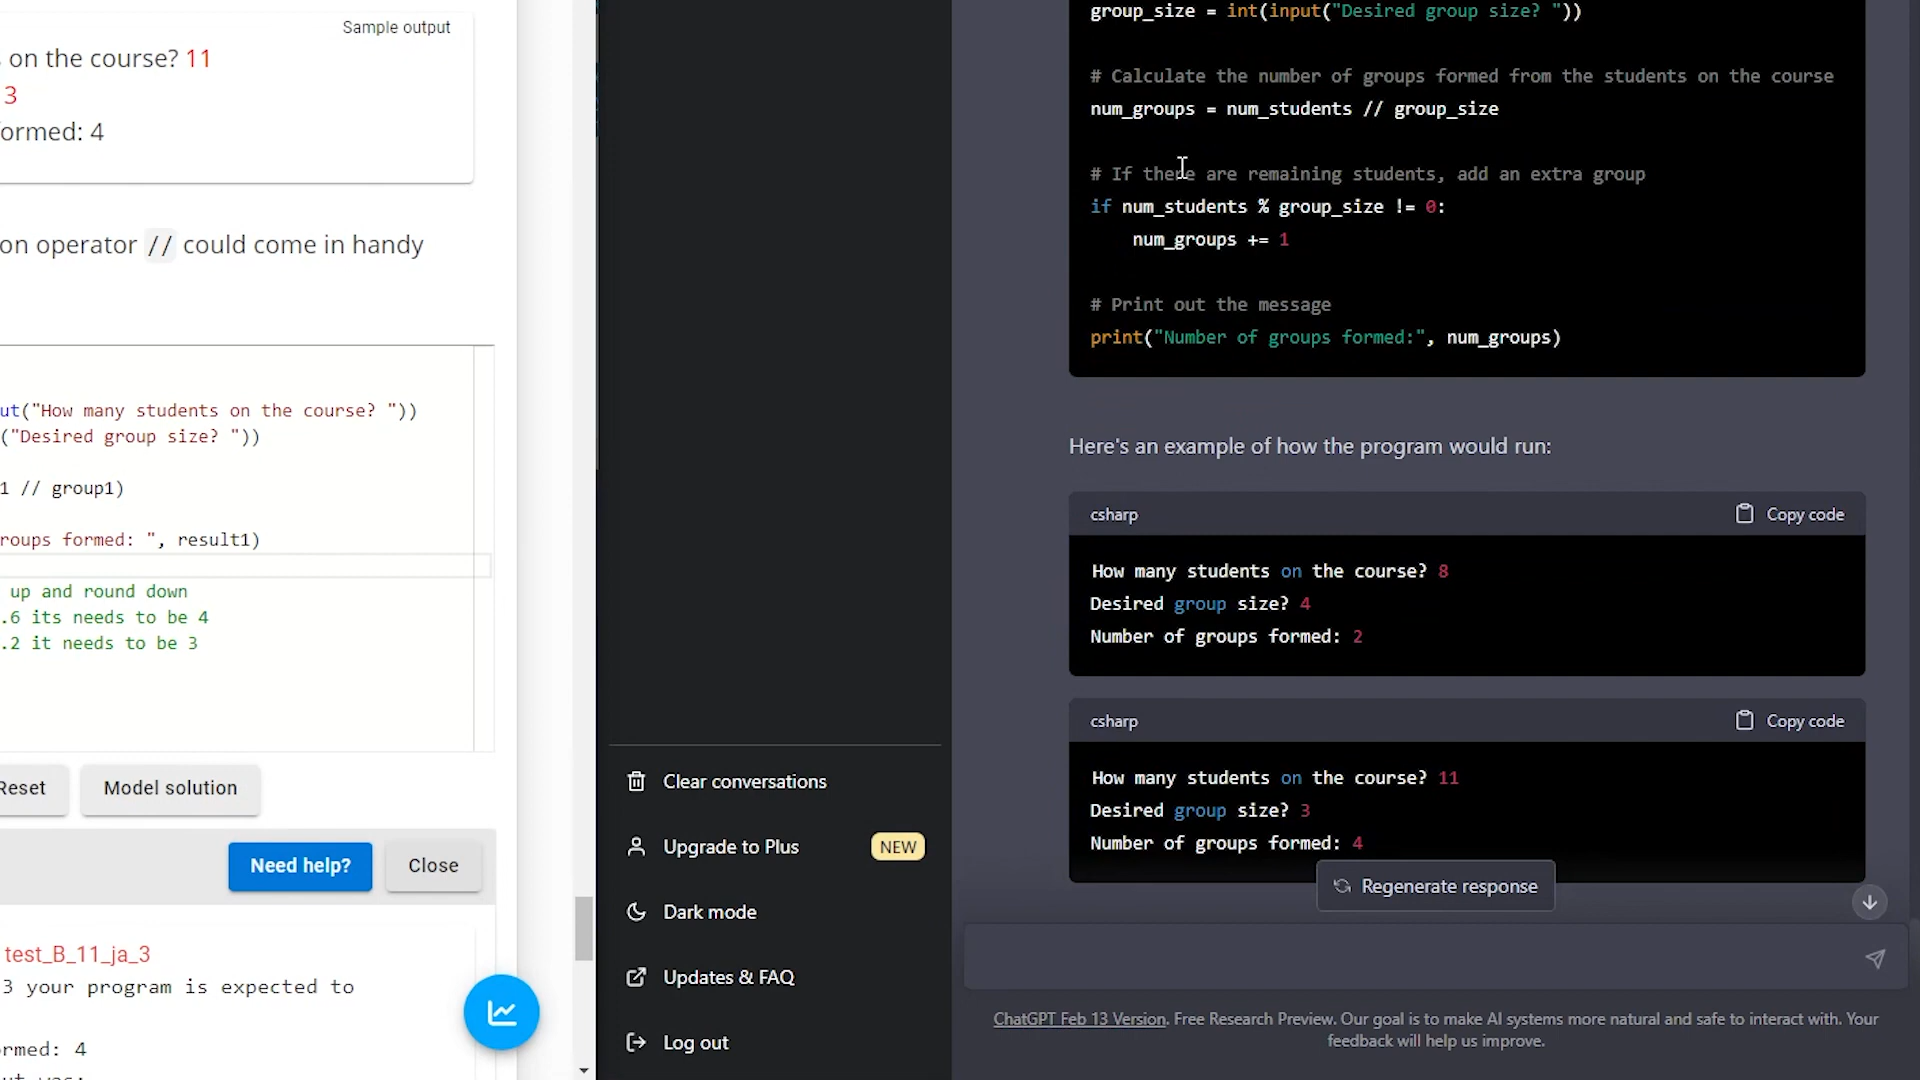 Sample output
on the course? 11
3
ormed: 4
on operator // could come in handy
ut("How many students on the course? "))
("Desired group size? "))
1 // group1)
roups formed: ", result1)
up and round down
.6 its needs to be 4
.2 it needs to be 3
Reset
Model solution
Need help?
Close
test_B_11_ja_3
3 your program is expected to
rmed: 4
Clear conversations
Upgrade to Plus
NEW
Dark mode
Updates & FAQ
Log out
group_size = int(input("Desired group size? "))
# Calculate the number of groups formed from the students on the course
num_groups = num_students // group_size
# If there are remaining students, add an extra group
if num_students % group_size != 0:
num_groups += 1
# Print out the message
print("Number of groups formed:", num_groups)
Here's an example of how the program would run:
csharp
Copy code
How many students on the course? 8
Desired group size? 4
Number of groups formed: 2
csharp
Copy code
How many students on the course? 11
Desired group size? 3
Number of groups formed: 4
Regenerate response
ChatGPT Feb 13 Version. Free Research Preview. Our goal is to make AI systems more natural and safe to interact with. Your
feedback will help us improve.